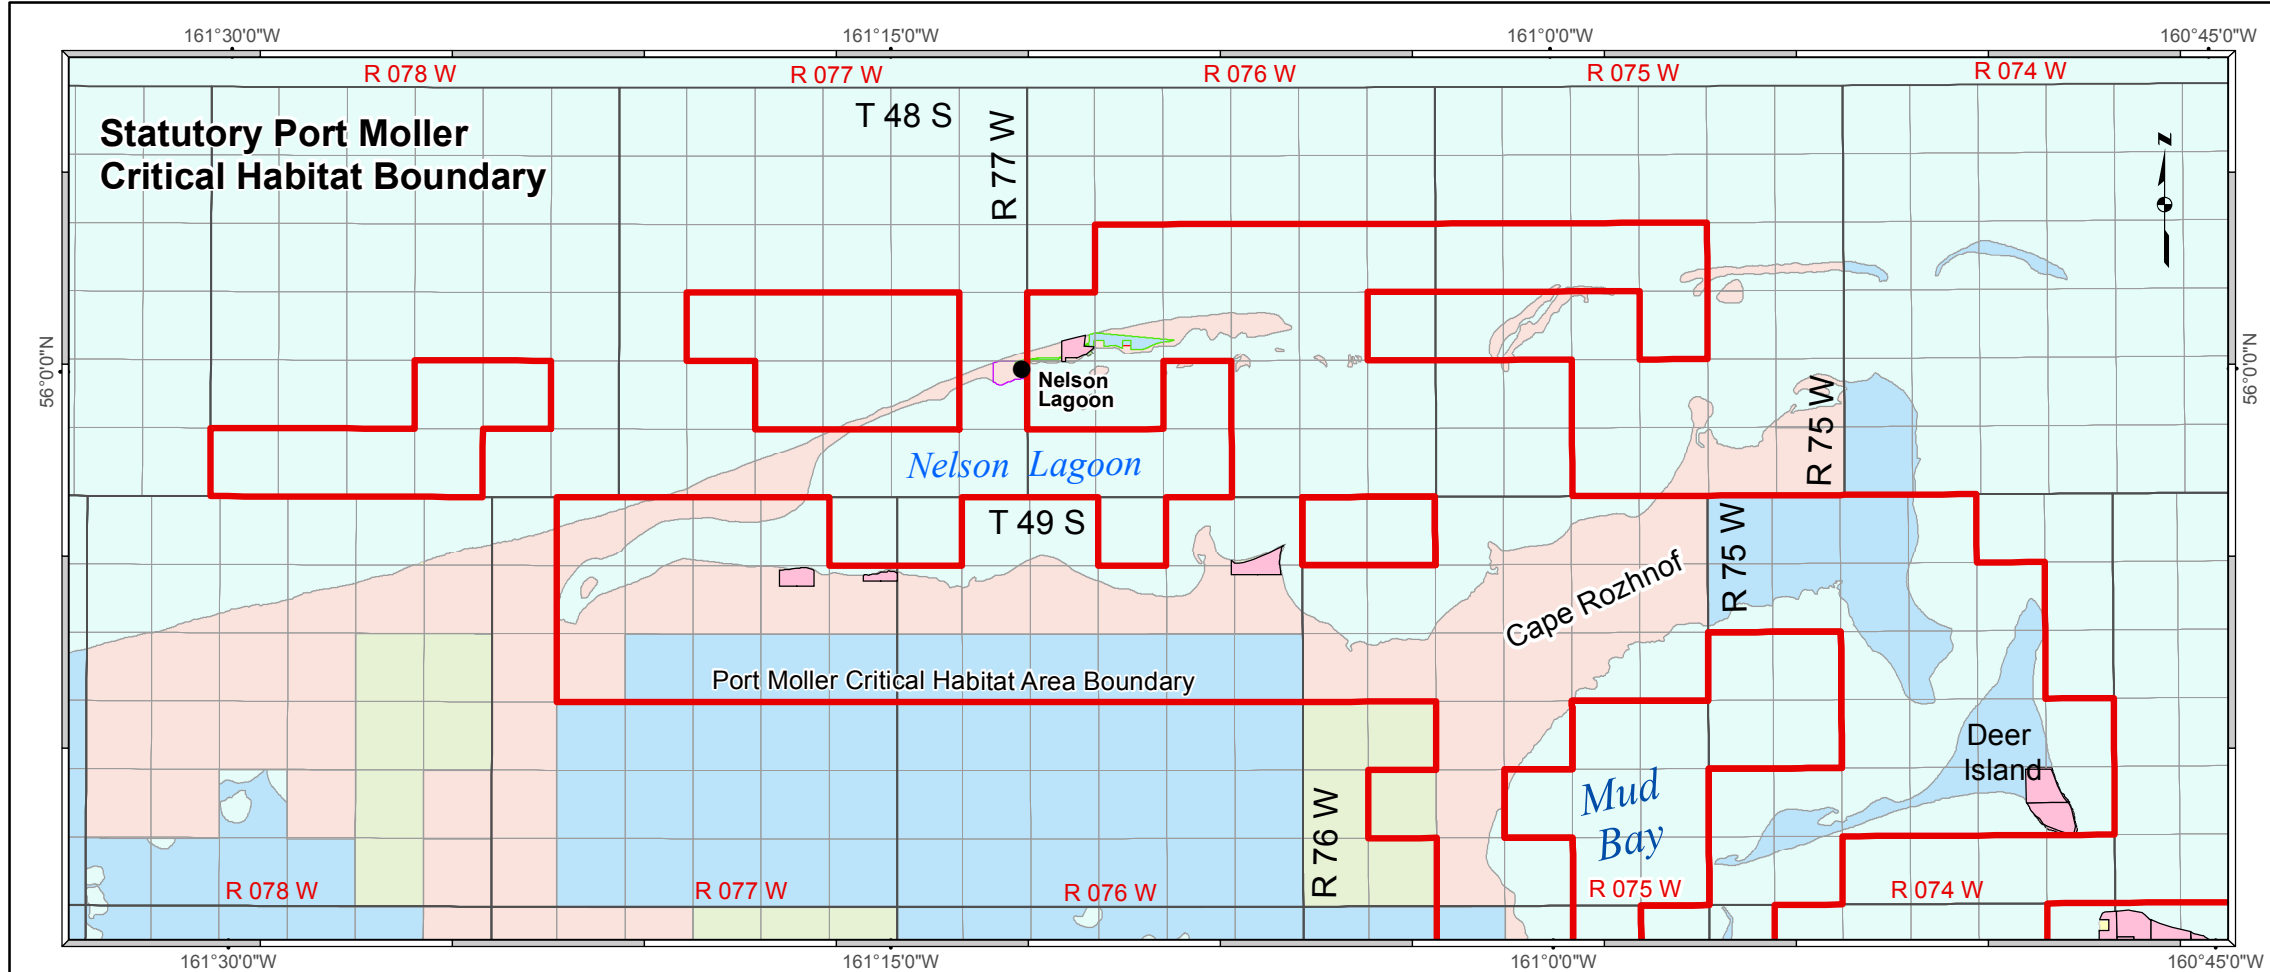 161°30'0"W
161°15'0"W
161°0'0"W
160°45'0"W
R 078 W
R 077 W
R 076 W
R 075 W
R 074 W
T 48 S
R 77 W
Statutory Port Moller
Critical Habitat Boundary
N
56°0'0"N
56°0'0"N
Nelson
Lagoon
R 75 W
Nelson Lagoon
T 49 S
R 75 W
Cape Rozhnof
Port Moller Critical Habitat Area Boundary
Deer
Island
Mud
Bay
R 76 W
R 078 W
R 077 W
R 076 W
R 075 W
R 074 W
161°30'0"W
161°15'0"W
161°0'0"W
160°45'0"W